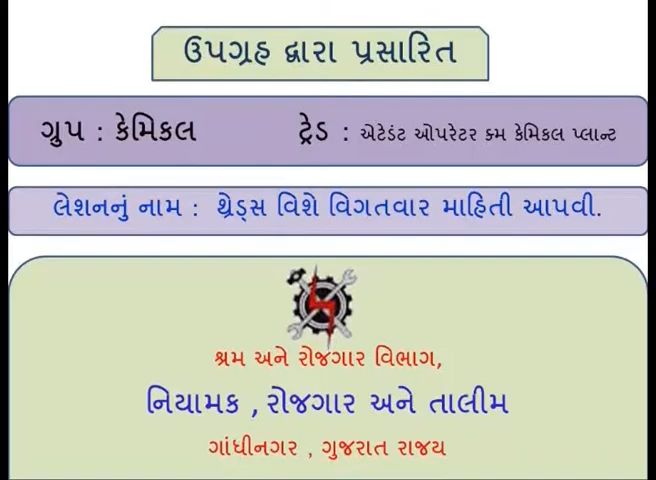 ઉપગ્રહ દ્વારા પ્રસારિત
ગ્રુપ : કેમિકલ ટ્રેડ : એટેડંટ ઓપરેટર ક્મ કેમિકલ પ્લાન્ટ
લેશનનું નામ : થ્રેડ્સ વિશે વિગતવાર માહિતી આપવી.
શ્રમ અને રોજગાર વિભાગ,
નિયામક , રોજગાર અને તાલીમ
ગાંધીનગર , ગુજરાત રાજય